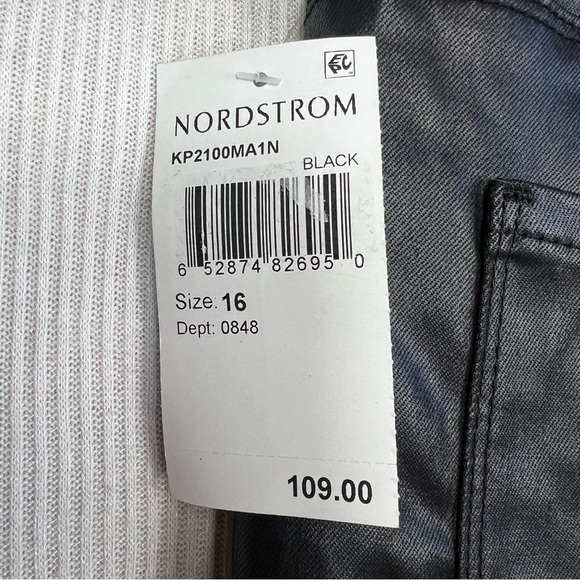 NORDSTROM
KP2100MA1N
BLACK
6 52874 82695 0
Size. 16
Dept: 0848
109.00